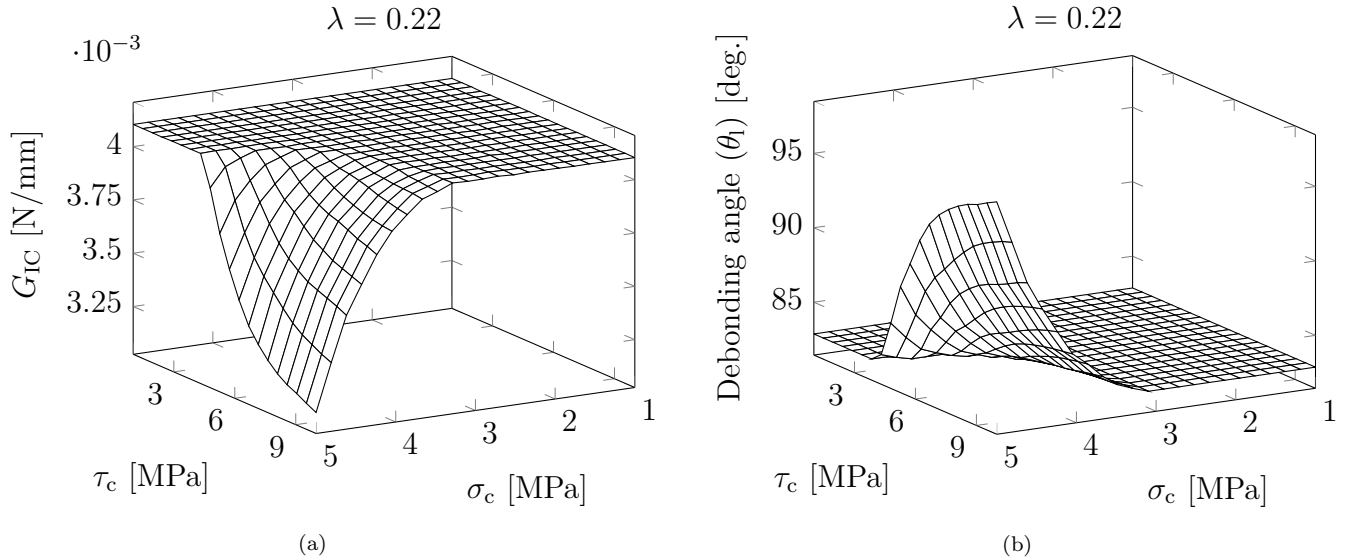 λ = 0.22
·10⁻³
4
3.75
3.5
3.25
G_IC [N/mm]
3
6
9
τ_c [MPa]
5
4
3
2
1
σ_c [MPa]
(a)
λ = 0.22
95
90
85
Debonding angle (θ_l) [deg.]
3
6
9
τ_c [MPa]
5
4
3
2
1
σ_c [MPa]
(b)